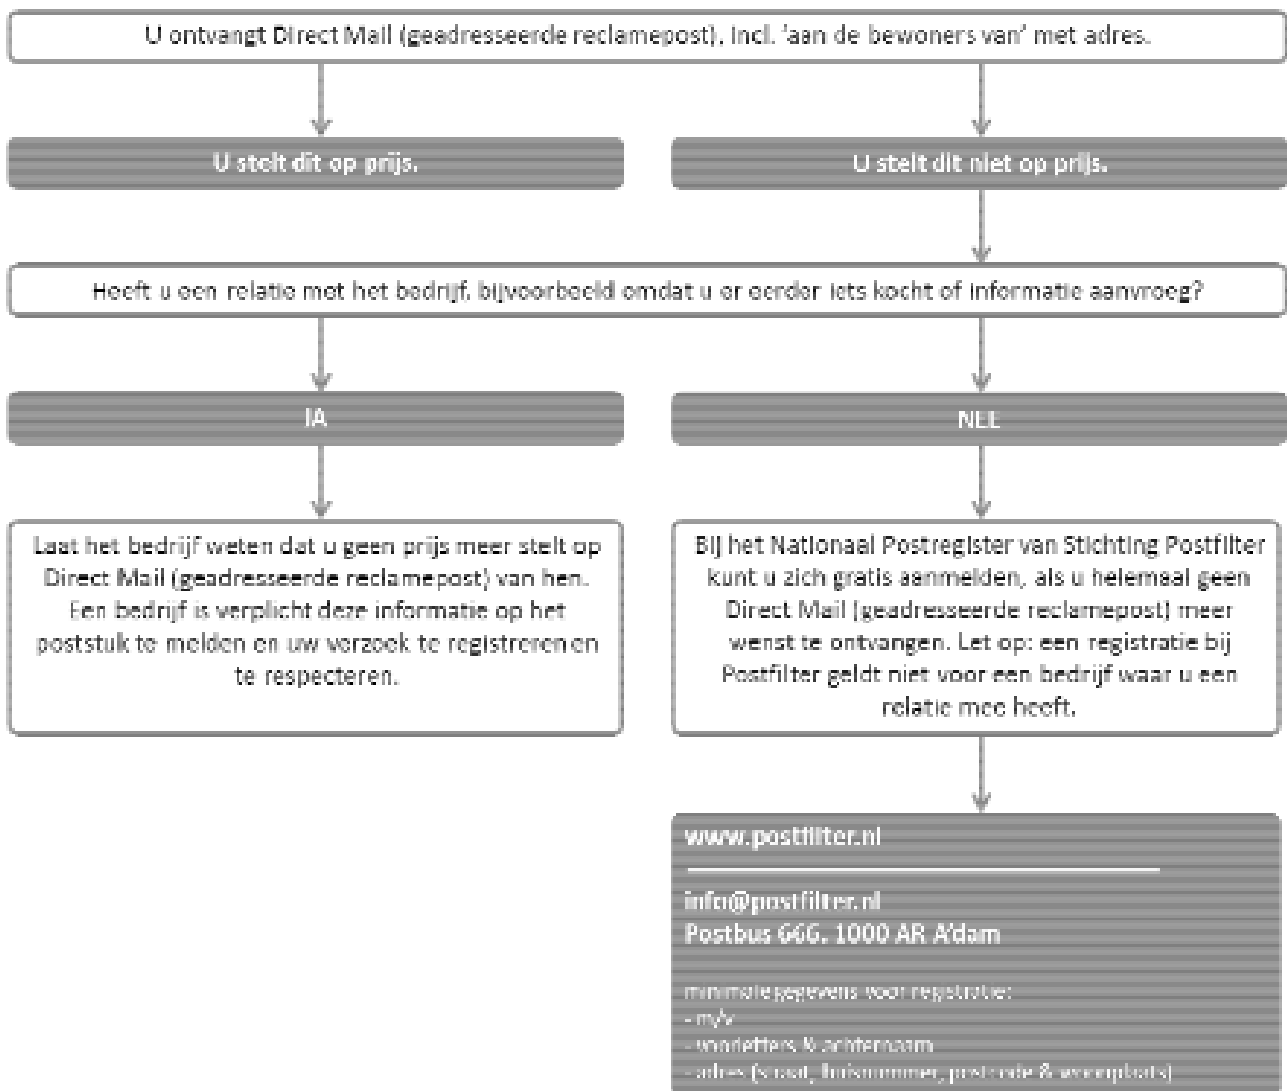 U ontvangt Direct Mail (geadresseerde reclamepost), incl. 'aan de bewoners van' met adres.
U stelt dit op prijs.
U stelt dit niet op prijs.
Heeft u een relatie met het bedrijf, bijvoorbeeld omdat u er eerder iets kocht of informatie aanvroeg?
JA
NEE
Laat het bedrijf weten dat u geen prijs meer stelt op
Direct Mail (geadresseerde reclamepost) van hen.
Een bedrijf is verplicht deze informatie op het
poststuk te melden en uw verzoek te registreren en
te respecteren.
Bij het Nationaal Postregister van Stichting Postfilter
kunt u zich gratis aanmelden, als u helemaal geen
Direct Mail (geadresseerde reclamepost) meer
wenst te ontvangen. Let op: een registratie bij
Postfilter geldt niet voor een bedrijf waar u een
relatie mee heeft.
www.postfilter.nl
info@postfilter.nl
Postbus 666, 1000 AR A'dam
minimale gegevens voor registratie:
- m/v
- voorletters & achternaam
- adres (straat, huisnummer, postcode & woonplaats)